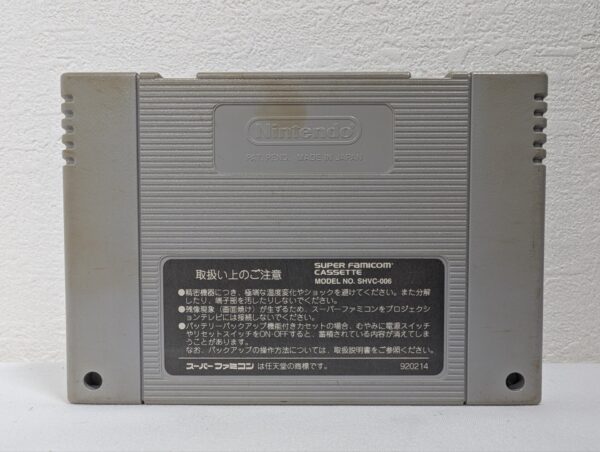 Nintendo
PAT. PEND. MADE IN JAPAN
取扱い上のご注意
SUPER FAMICOM
CASSETTE
MODEL NO. SHVC-006
●精密機器につき、極端な温度変化やショックを避けてください。また分解
したり、端子部を汚したりしないでください。
●残像現象（画面焼け）が生ずるため、スーパーファミコンをプロジェクシ
ョンテレビには接続しないでください。
●バッテリーバックアップ機能付きカセットの場合、むやみに電源スイッチ
やリセットスイッチをON-OFFすると、蓄積されている内容が消えてしま
うことがあります。
なお、バックアップの操作方法については、取扱説明書をご参照ください。
スーパーファミコン は任天堂の商標です。
920214